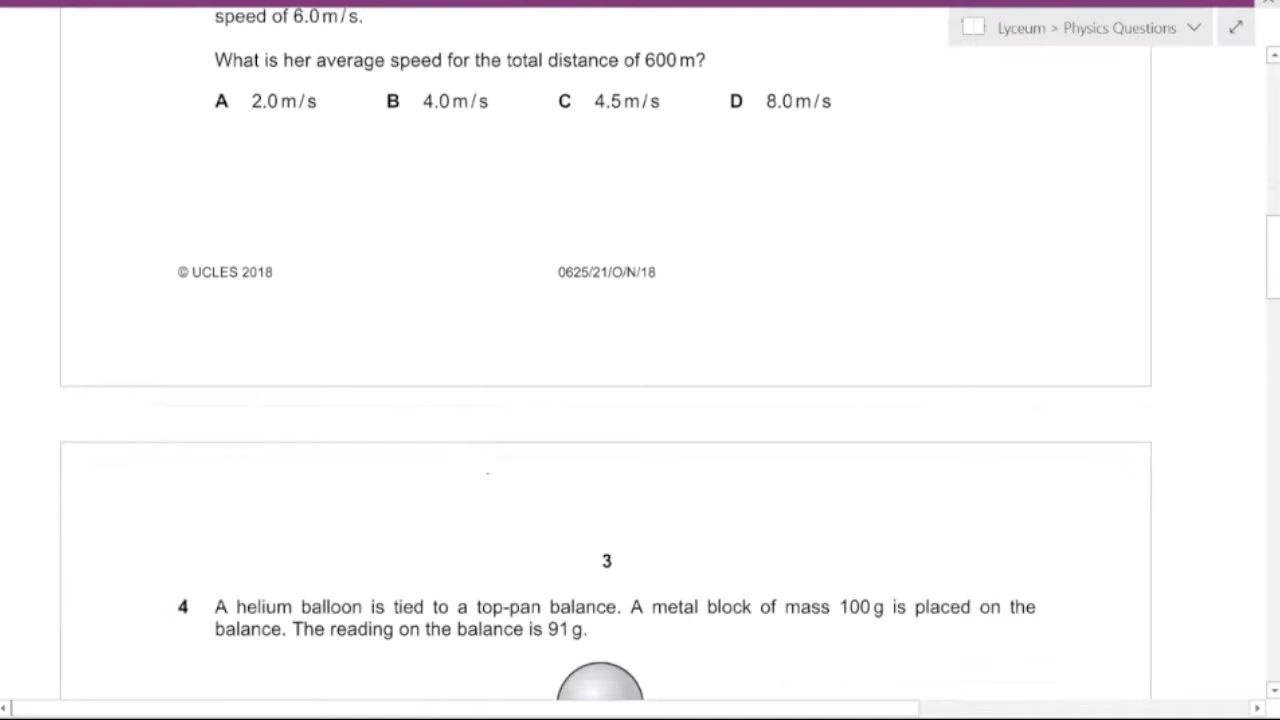 speed of 6.0 m/s.
Lyceum > Physics Questions
What is her average speed for the total distance of 600 m?
A 2.0 m/s B 4.0 m/s C 4.5 m/s D 8.0 m/s
© UCLES 2018 0625/21/O/N/18
3
4 A helium balloon is tied to a top-pan balance. A metal block of mass 100 g is placed on the
balance. The reading on the balance is 91 g.